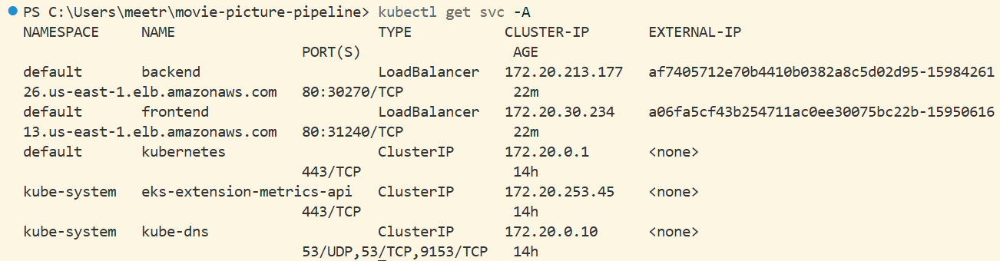 PS C:\Users\meetr\movie-picture-pipeline> kubectl get svc -A
NAMESPACE NAME TYPE CLUSTER-IP EXTERNAL-IP
PORT(S) AGE
default backend LoadBalancer 172.20.213.177 af7405712e70b4410b0382a8c5d02d95-15984261
26.us-east-1.elb.amazonaws.com 80:30270/TCP 22m
default frontend LoadBalancer 172.20.30.234 a06fa5cf43b254711ac0ee30075bc22b-15950616
13.us-east-1.elb.amazonaws.com 80:31240/TCP 22m
default kubernetes ClusterIP 172.20.0.1 <none>
443/TCP 14h
kube-system eks-extension-metrics-api ClusterIP 172.20.253.45 <none>
443/TCP 14h
kube-system kube-dns ClusterIP 172.20.0.10 <none>
53/UDP,53/TCP,9153/TCP 14h